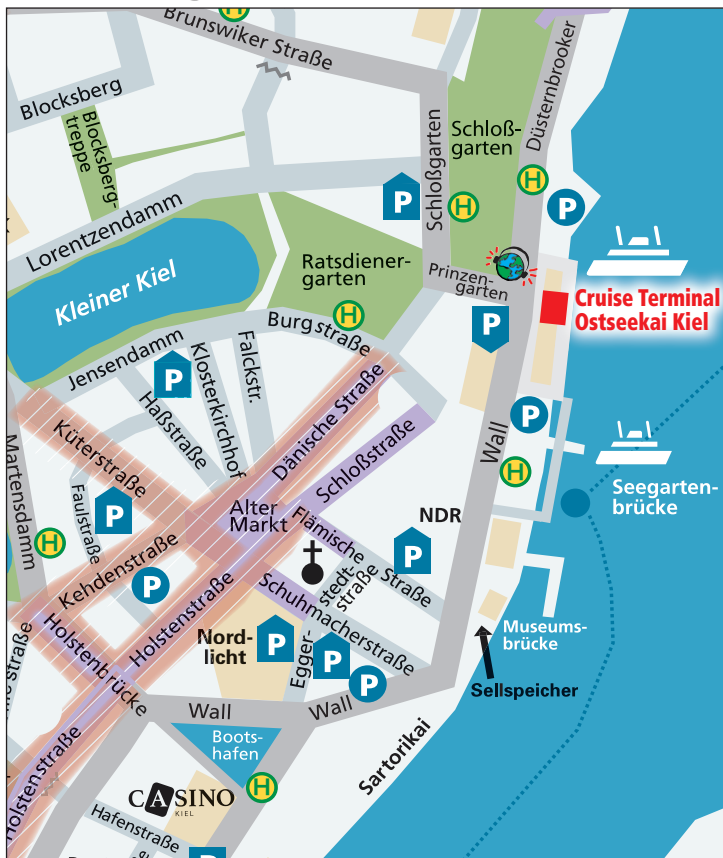 Brunswiker Straße
H
Blocksberg
Blocksberg-
treppe
Schloß-
garten
Schloßgarten
Düsternbrooker
H
P
H
P
Lorentzendamm
Kleiner Kiel
Ratsdiener-
garten
Prinzen-
garten
Cruise Terminal
Ostseekai Kiel
H
P
Burgstraße
Jensendamm
P
Klosterkirchhof
Falckstr.
Haßstraße
Dänische Straße
Schloßstraße
P
Wall
H
Küterstraße
Martensdamm
Faulstraße
P
Alter
Markt
Flämische Straße
NDR
Seegarten-
brücke
H
Kehdenstraße
P
P
stedt-
straße
Egger-
Schuhmacherstraße
Holstenstraße
Holstenbrücke
Nord-
licht
P
P
P
Museums-
brücke
Sellspeicher
Wall
Wall
Boots-
hafen
Sartorikai
Holstenstraße
H
CASINO
KIEL
Hafenstraße
P